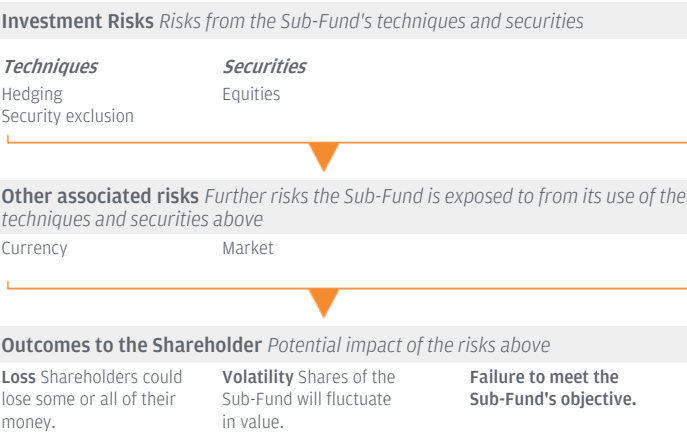 Investment Risks Risks from the Sub-Fund's techniques and securities
Techniques Securities
Hedging Equities
Security exclusion
Other associated risks Further risks the Sub-Fund is exposed to from its use of the
techniques and securities above
Currency Market
Outcomes to the Shareholder Potential impact of the risks above
Loss Shareholders could
lose some or all of their
money.
Volatility Shares of the
Sub-Fund will fluctuate
in value.
Failure to meet the
Sub-Fund's objective.